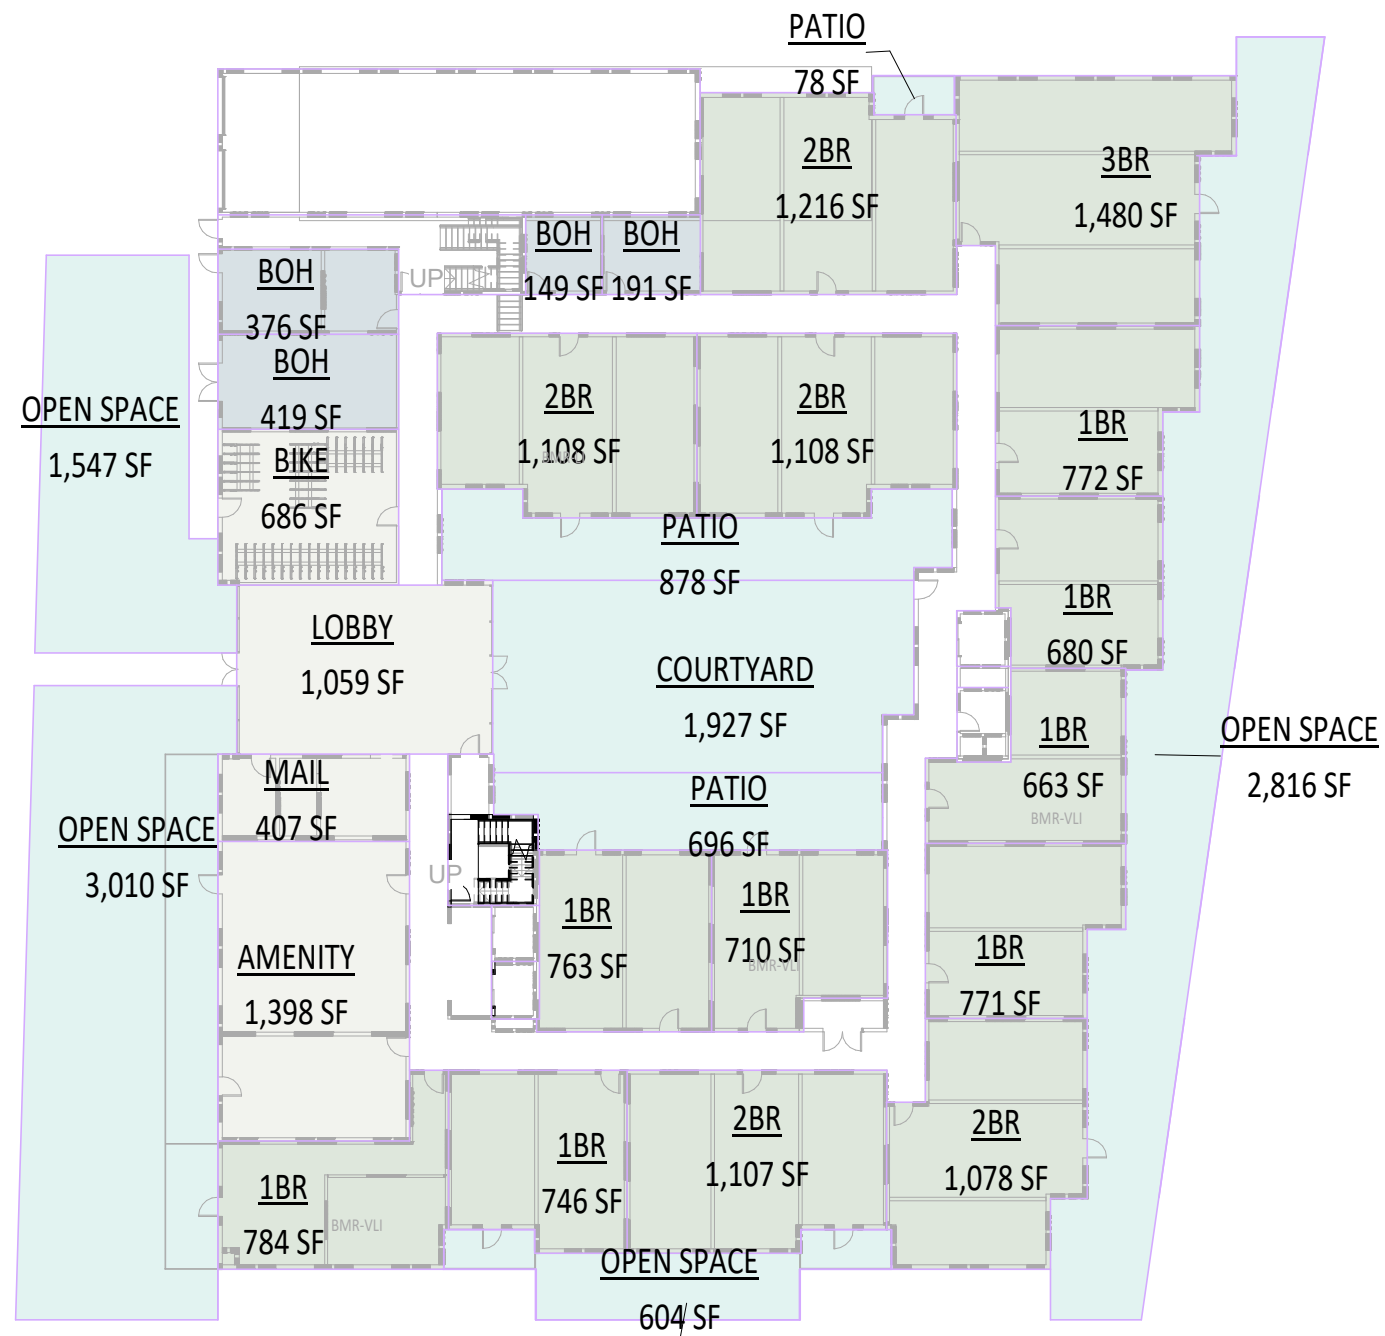 PATIO
78 SF
2BR
1,216 SF
3BR
1,480 SF
BOH
149 SF
BOH
191 SF
UP
BOH
376 SF
BOH
419 SF
OPEN SPACE
1,547 SF
BIKE
686 SF
2BR
1,108 SF
2BR
1,108 SF
1BR
772 SF
PATIO
878 SF
1BR
680 SF
LOBBY
1,059 SF
COURTYARD
1,927 SF
1BR
663 SF
BMR-VLI
OPEN SPACE
2,816 SF
MAIL
407 SF
PATIO
696 SF
OPEN SPACE
3,010 SF
UP
1BR
763 SF
1BR
710 SF
BMR-VLI
AMENITY
1,398 SF
1BR
771 SF
1BR
784 SF
BMR-VLI
1BR
746 SF
2BR
1,107 SF
2BR
1,078 SF
OPEN SPACE
604 SF